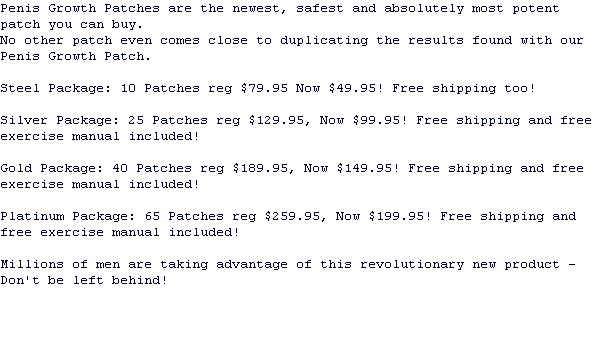 Penis Growth Patches are the newest, safest and absolutely most potent
patch you can buy.
No other patch even comes close to duplicating the results found with our
Penis Growth Patch.
Steel Package: 10 Patches reg $79.95 Now $49.95! Free shipping too!
Silver Package: 25 Patches reg $129.95, Now $99.95! Free shipping and free
exercise manual included!
Gold Package: 40 Patches reg $189.95, Now $149.95! Free shipping and free
exercise manual included!
Platinum Package: 65 Patches reg $259.95, Now $199.95! Free shipping and
free exercise manual included!
Millions of men are taking advantage of this revolutionary new product -
Don't be left behind!